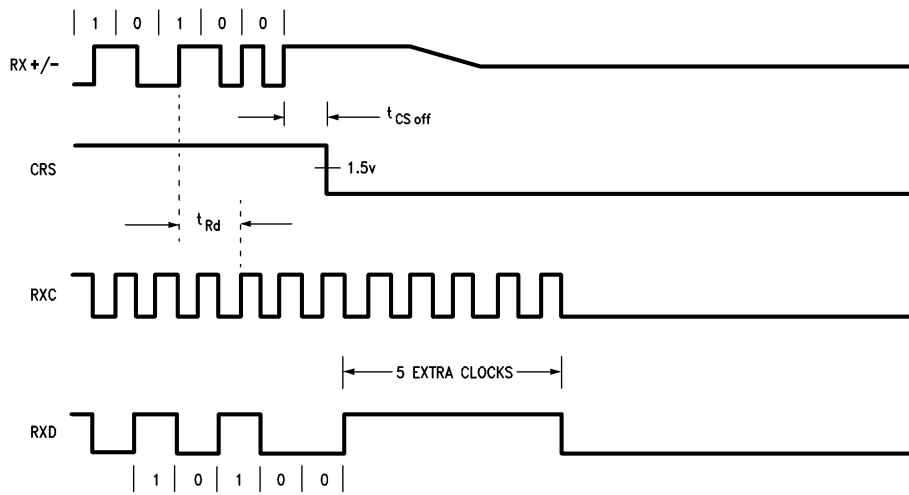 1 0 1 0 0
RX +/-
t CS off
CRS
1.5v
t Rd
RXC
5 EXTRA CLOCKS
RXD
1 0 1 0 0